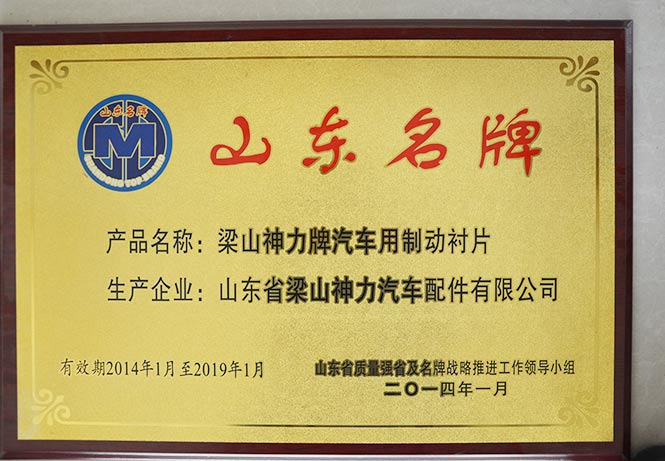 山东名牌
山东名牌
M
产品名称：梁山神力牌汽车用制动衬片
生产企业：山东省梁山神力汽车配件有限公司
有效期2014年1月至2019年1月
山东省质量强省及名牌战略推进工作领导小组
二〇一四年一月